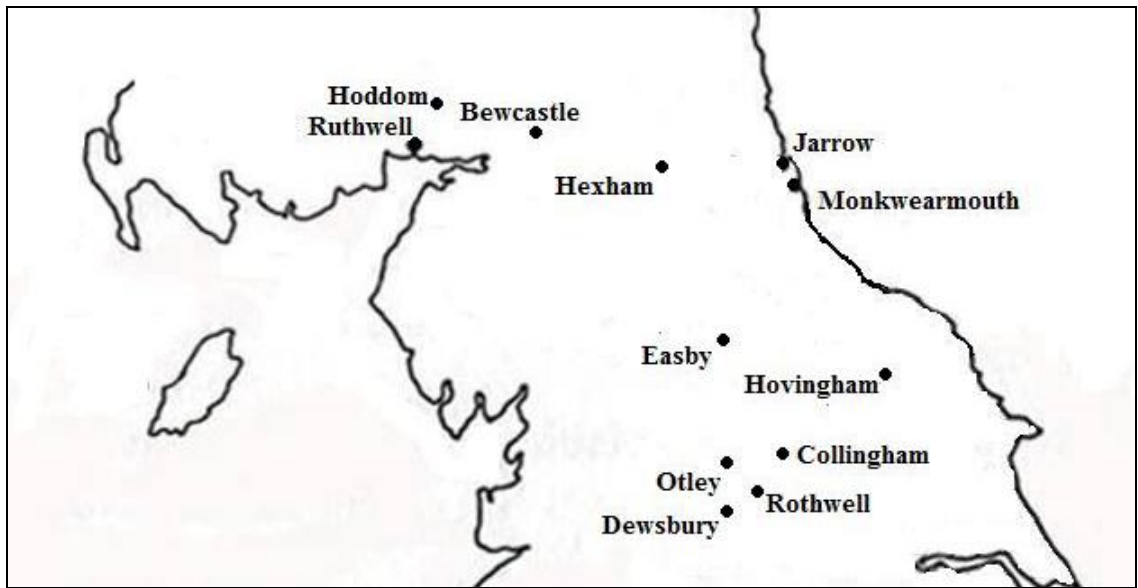 Hoddom
Bewcastle
Ruthwell
Jarrow
Hexham
Monkwearmouth
Easby
Hovingham
Collingham
Otley
Rothwell
Dewsbury